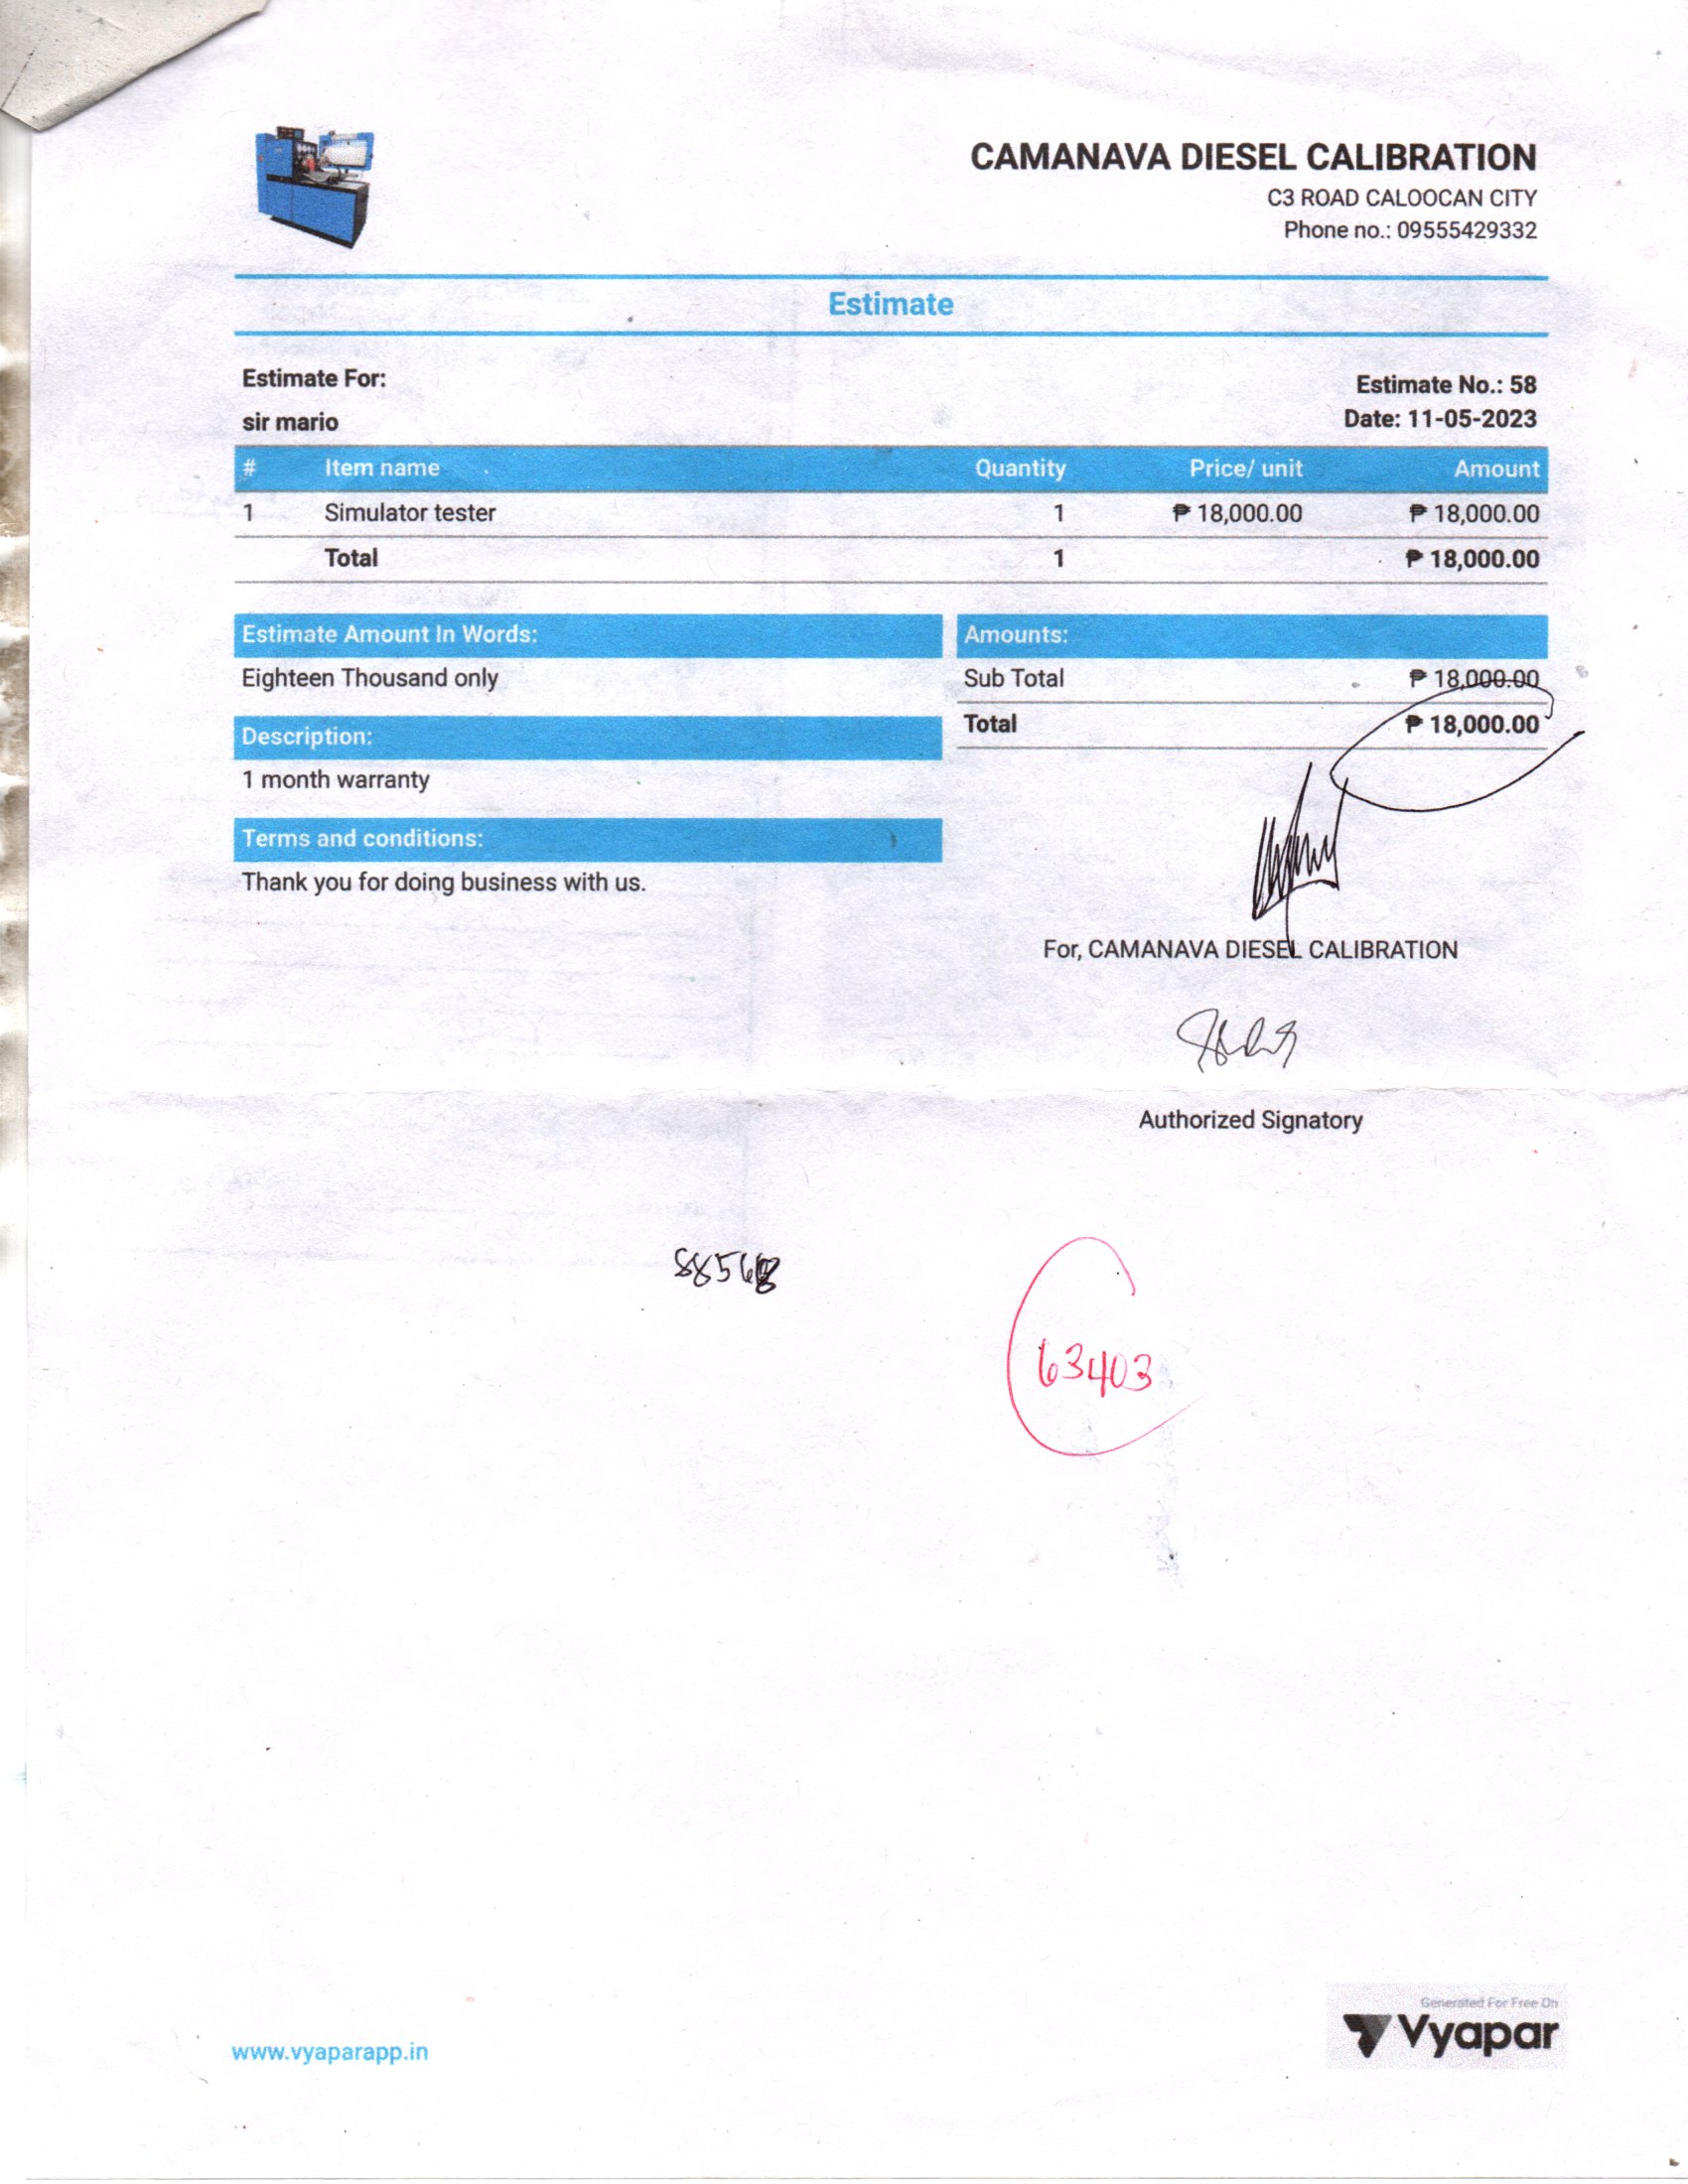 CAMANAVA DIESEL CALIBRATION
C3 ROAD CALOOCAN CITY
Phone no.: 09555429332
Estimate
Estimate For:
sir mario
Estimate No.: 58
Date: 11-05-2023
# Item name Quantity Price/ unit Amount
1 Simulator tester 1 ₱ 18,000.00 ₱ 18,000.00
Total 1 ₱ 18,000.00
Estimate Amount In Words:
Eighteen Thousand only
Description:
1 month warranty
Terms and conditions:
Thank you for doing business with us.
Amounts:
Sub Total ₱ 18,000.00
Total ₱ 18,000.00
For, CAMANAVA DIESEL CALIBRATION
Authorized Signatory
63403
www.vyaparapp.in
Generated For Free On
Vyapar